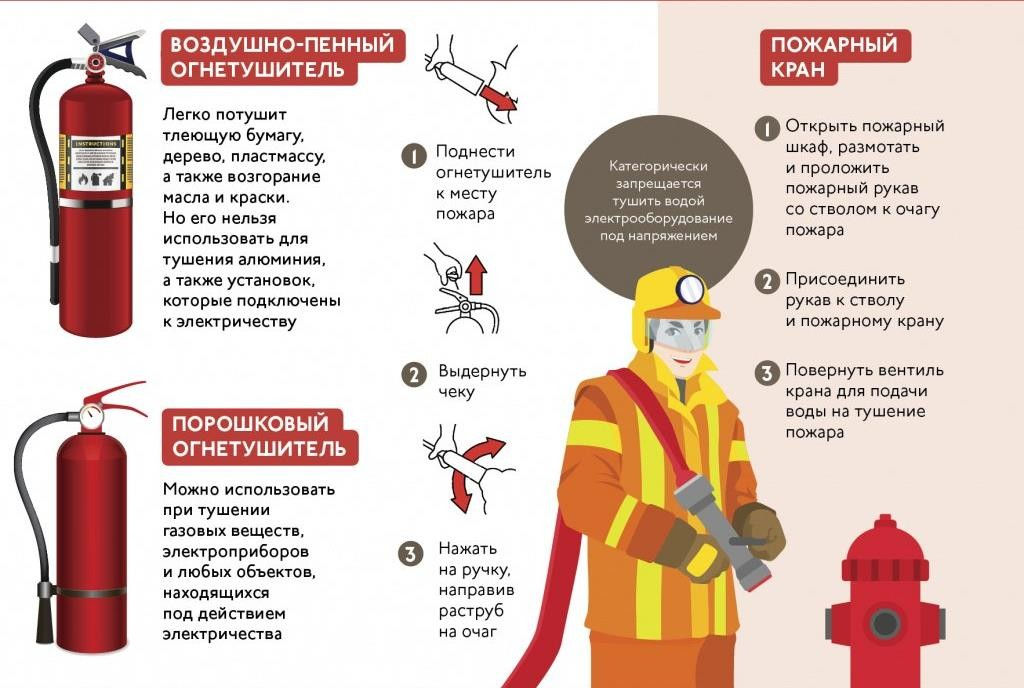 ВОЗДУШНО-ПЕННЫЙ
ОГНЕТУШИТЕЛЬ
Легко потушит
тлеющую бумагу,
дерево, пластмассу,
а также возгорание
масла и краски.
Но его нельзя
использовать для
тушения алюминия,
а также установок,
которые подключены
к электричеству
INSTRUCTIONS
ПОРОШКОВЫЙ
ОГНЕТУШИТЕЛЬ
Можно использовать
при тушении
газовых веществ,
электроприборов
и любых объектов,
находящихся
под действием
электричества
1 Поднести
огнетушитель
к месту
пожара
2 Выдернуть
чеку
3 Нажать
на ручку,
направив
раструб
на очаг
Категорически
запрещается
тушить водой
электрооборудование
под напряжением
ПОЖАРНЫЙ
КРАН
1 Открыть пожарный
шкаф, размотать
и проложить
пожарный рукав
со стволом к очагу
пожара
2 Присоединить
рукав к стволу
и пожарному крану
3 Повернуть вентиль
крана для подачи
воды на тушение
пожара